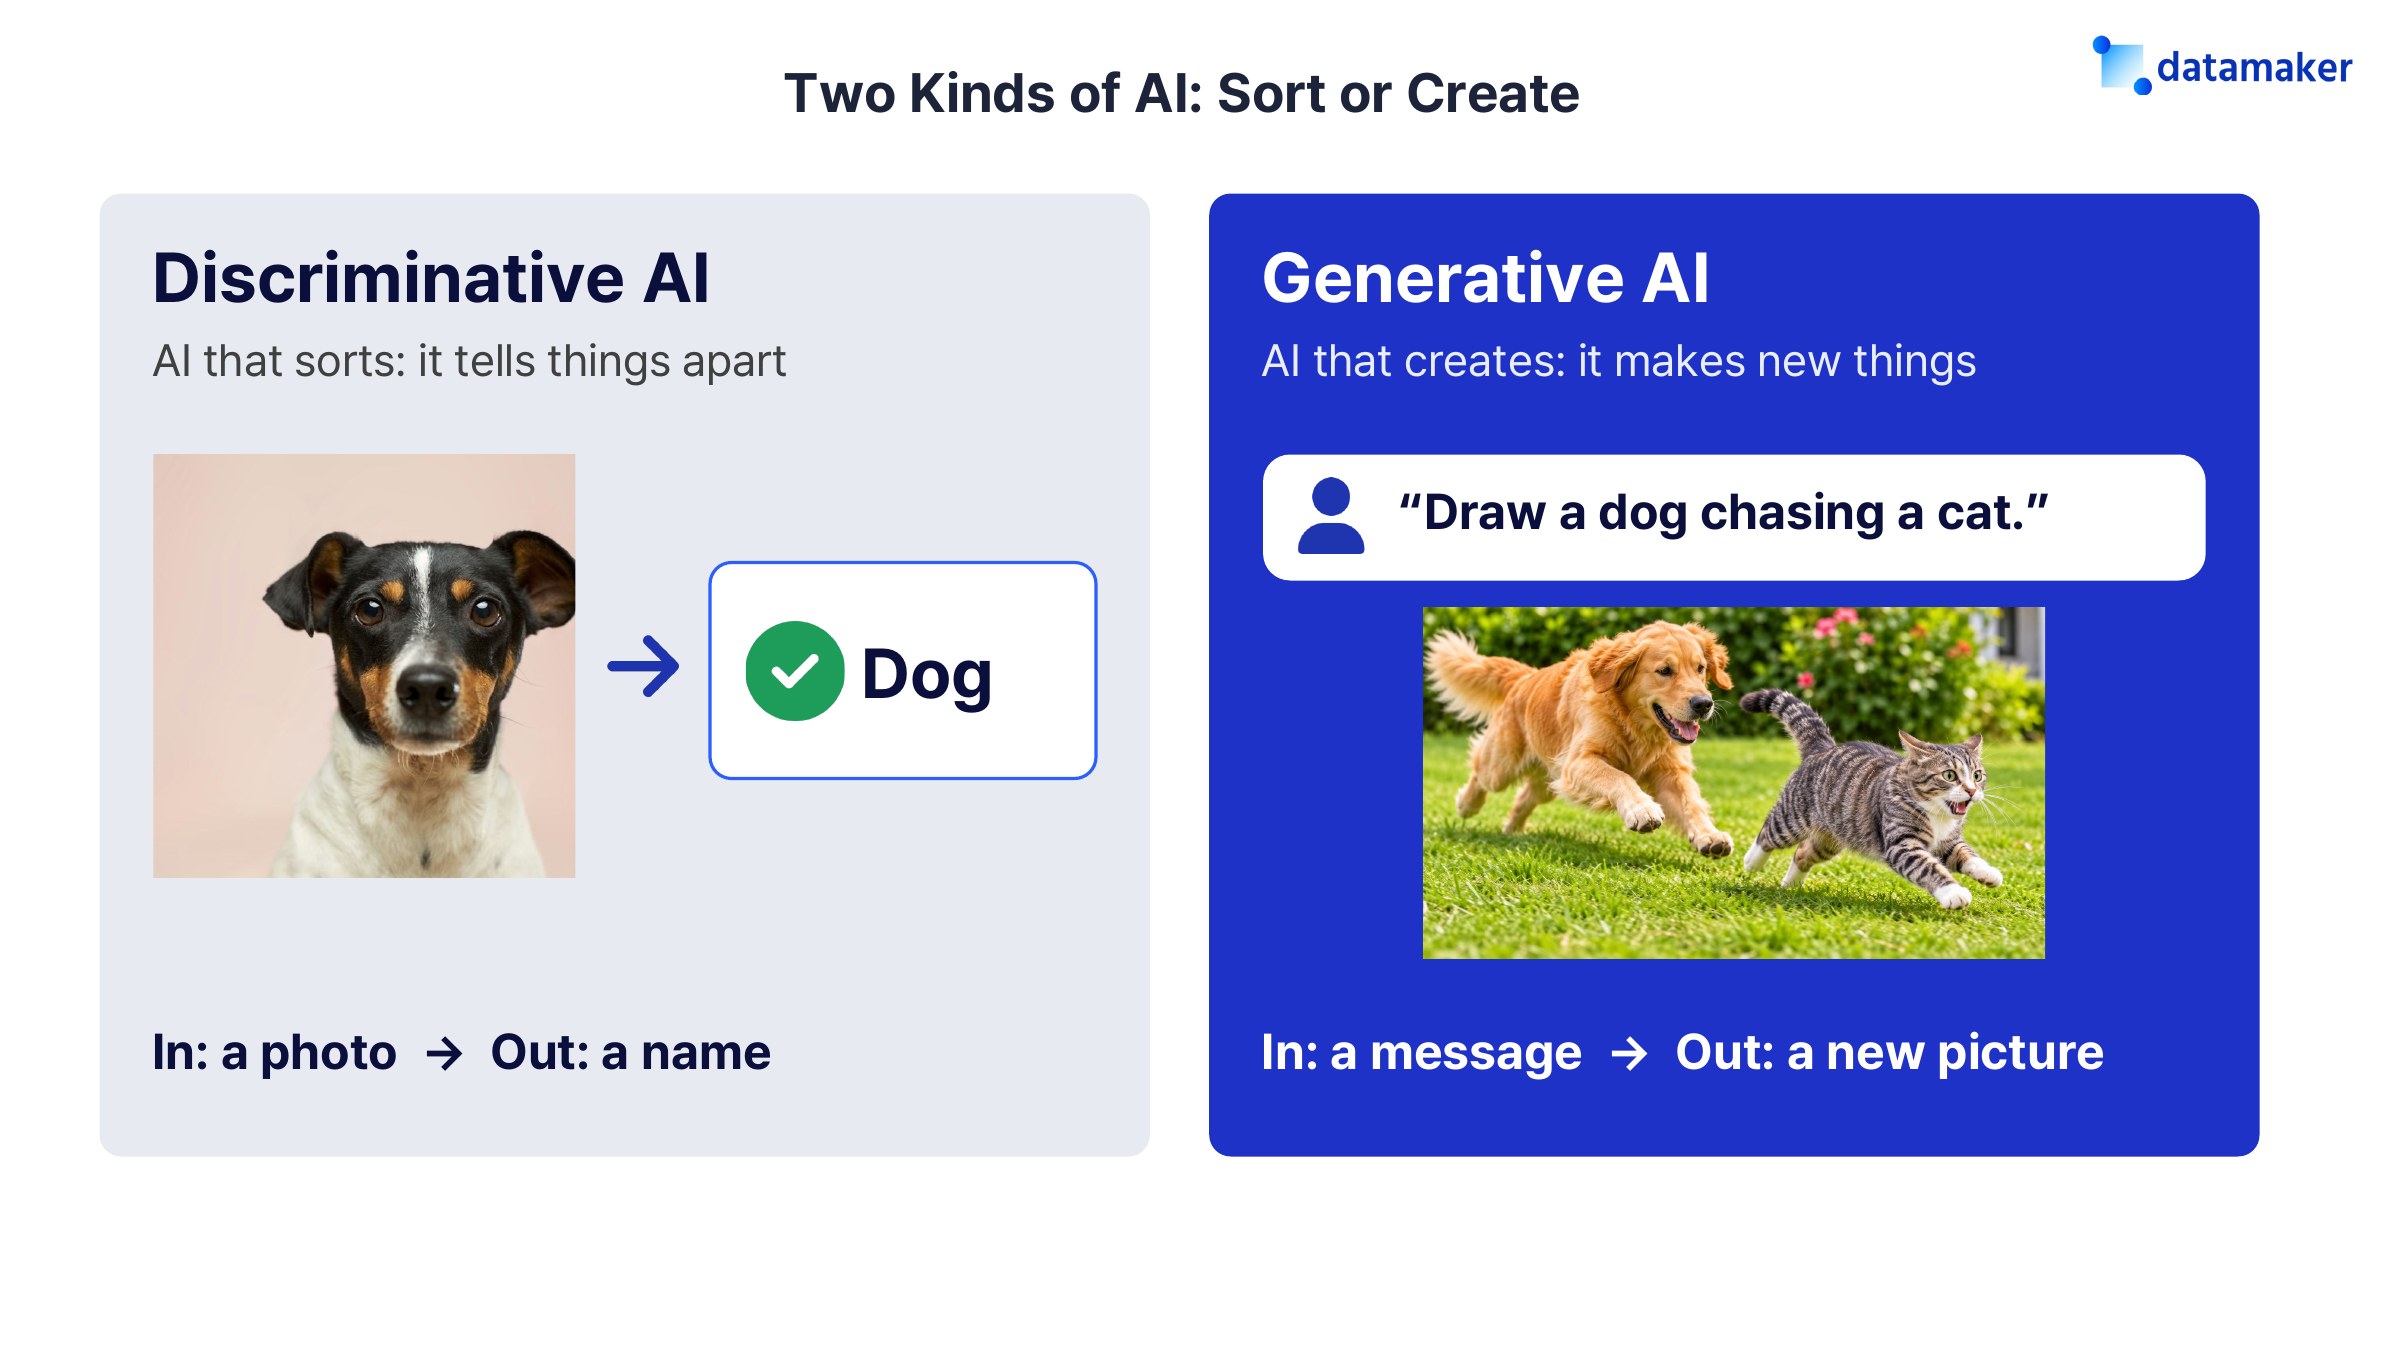 Two Kinds of AI: Sort or Create
datamaker
Discriminative AI
AI that sorts: it tells things apart
Dog
In: a photo → Out: a name
Generative AI
AI that creates: it makes new things
“Draw a dog chasing a cat.”
In: a message → Out: a new picture